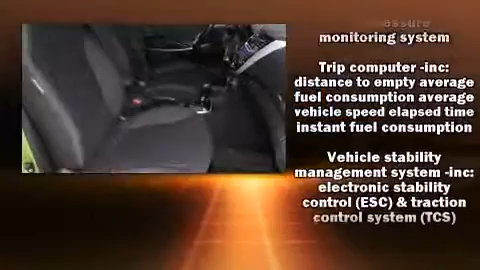 monitoring system
Trip computer -inc:
distance to empty average
fuel consumption average
vehicle speed elapsed time
instant fuel consumption
Vehicle stability
management system -inc:
electronic stability
control (ESC) & traction
control system (TCS)